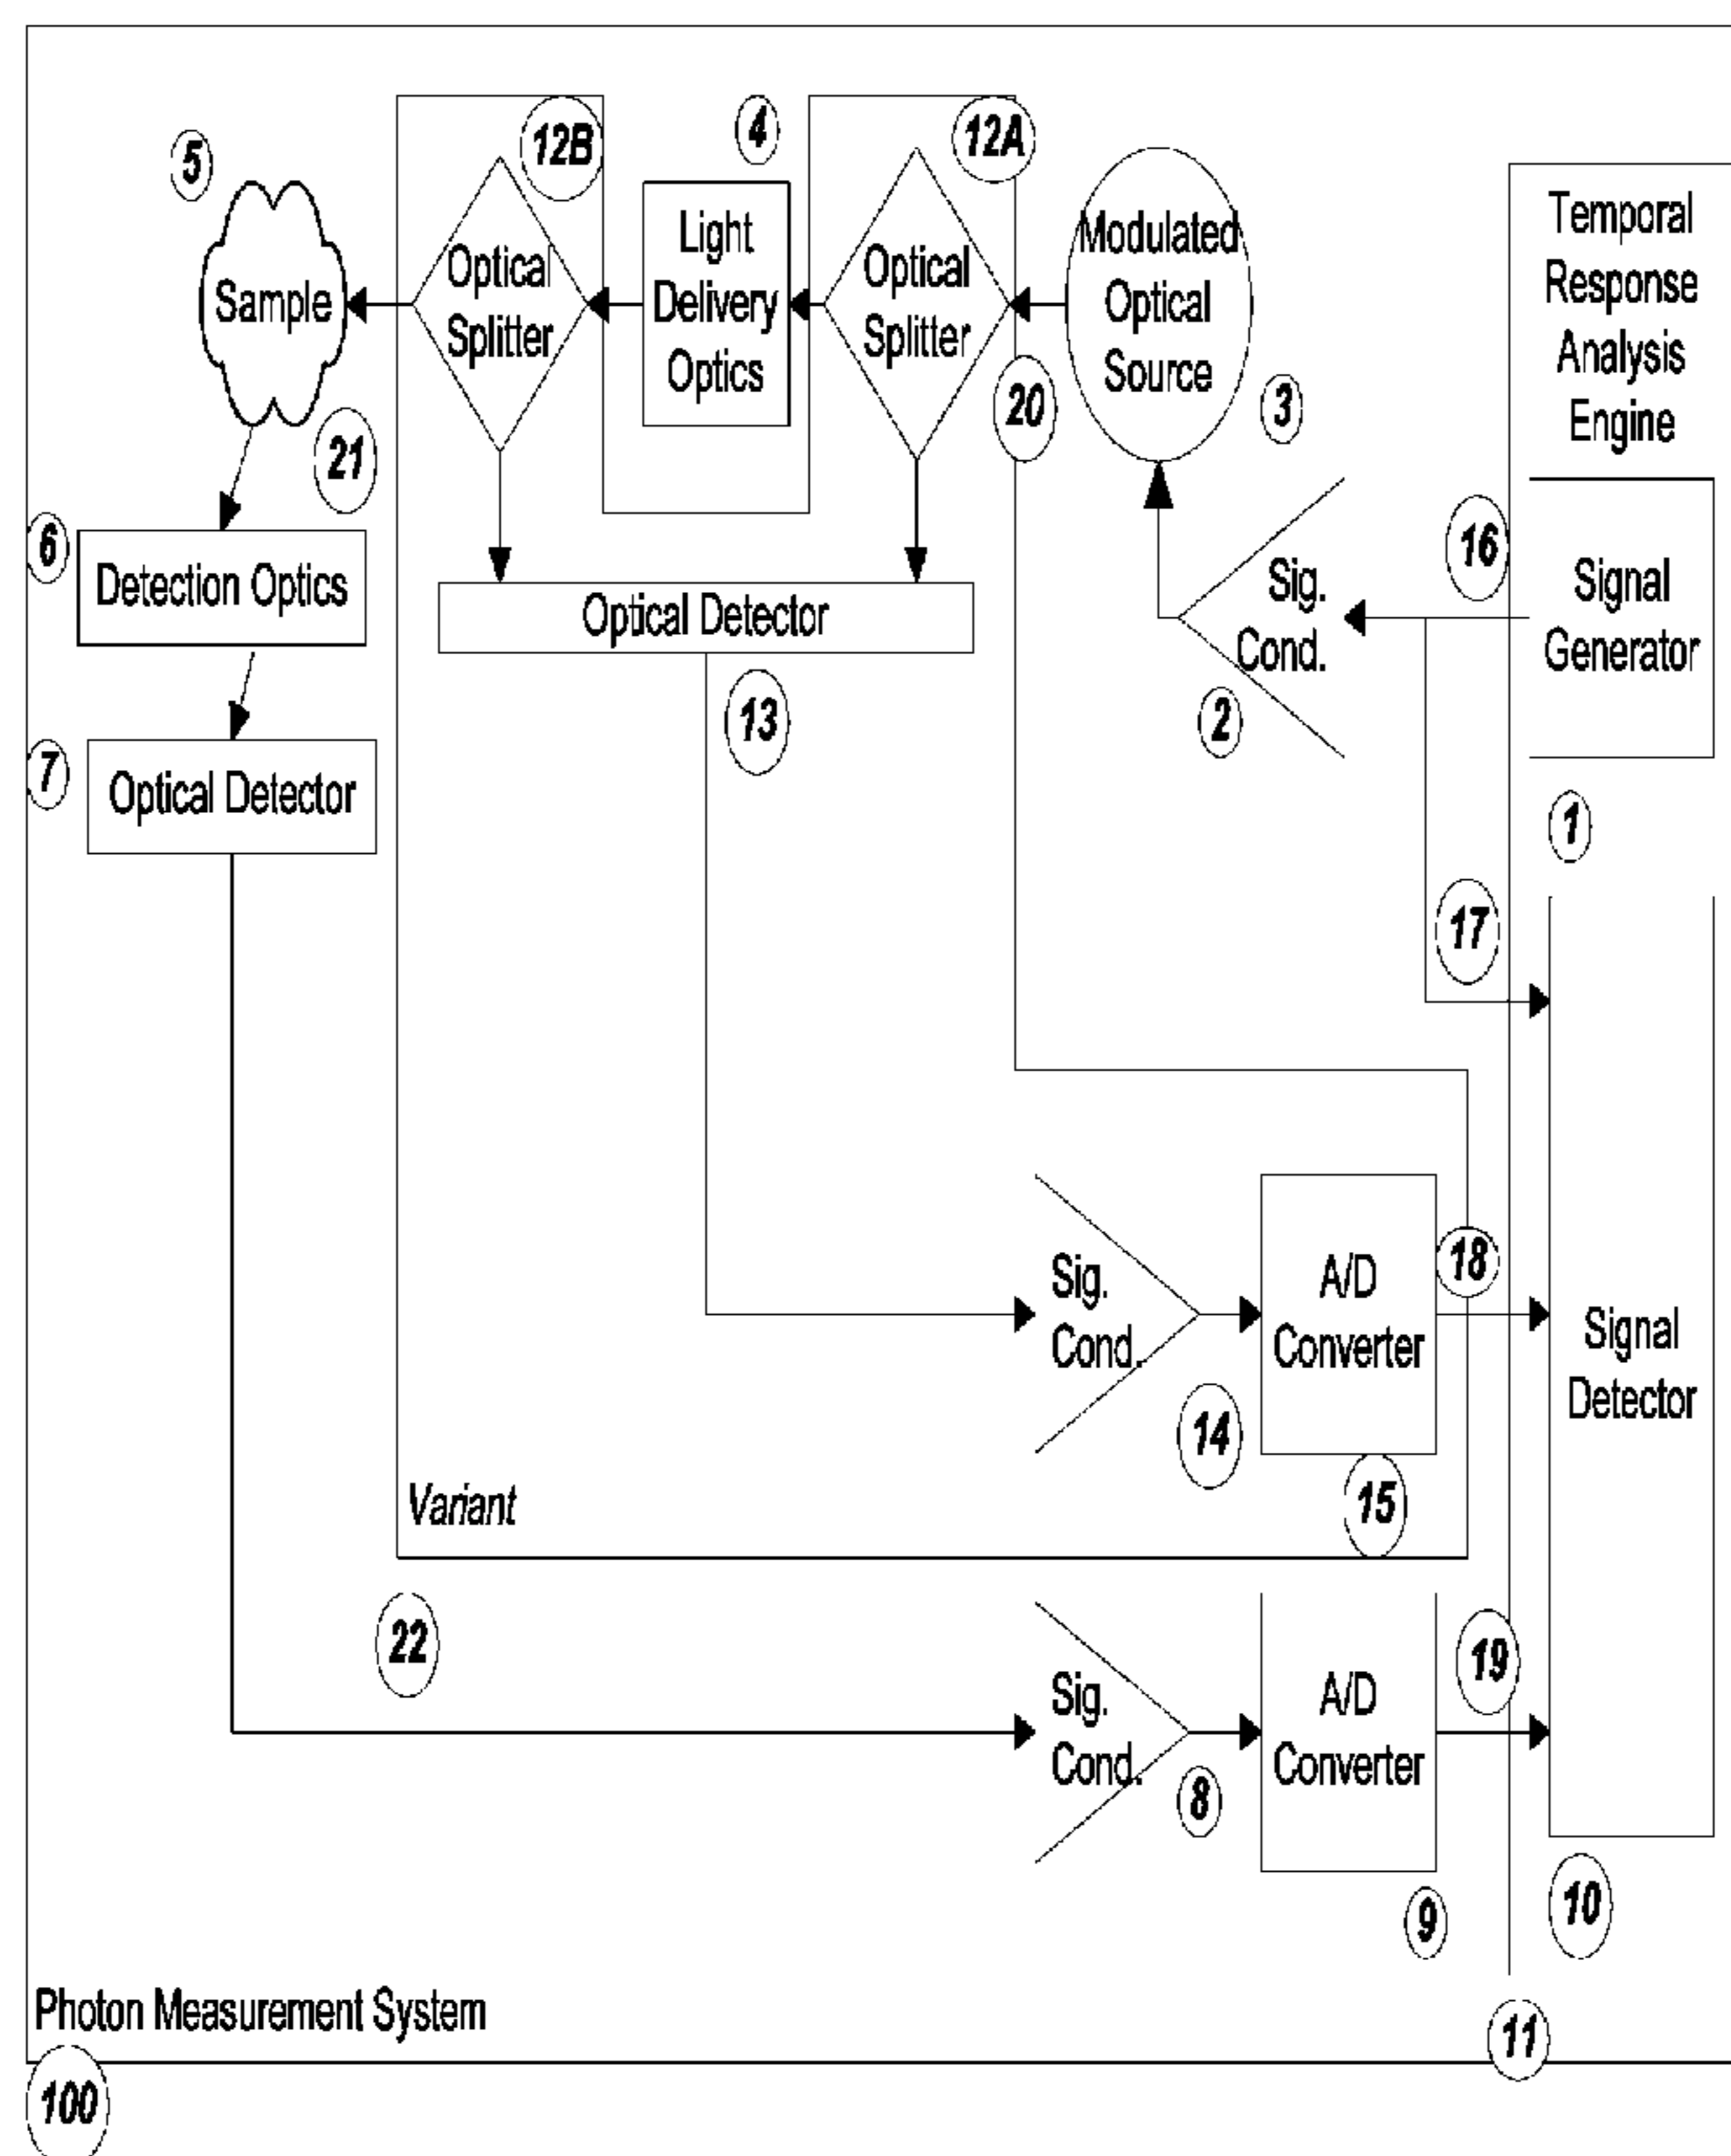 5
12B
4
12A
Sample
Optical
Splitter
Light
Delivery
Optics
Optical
Splitter
Modulated
Optical
Source
Temporal
Response
Analysis
Engine
20
3
21
6
Detection Optics
Optical Detector
13
Sig.
Cond.
2
16
Signal
Generator
1
7
Optical Detector
17
Sig.
Cond.
14
A/D
Converter
15
18
Signal
Detector
Variant
22
Sig.
Cond.
8
A/D
Converter
9
19
10
Photon Measurement System
11
100